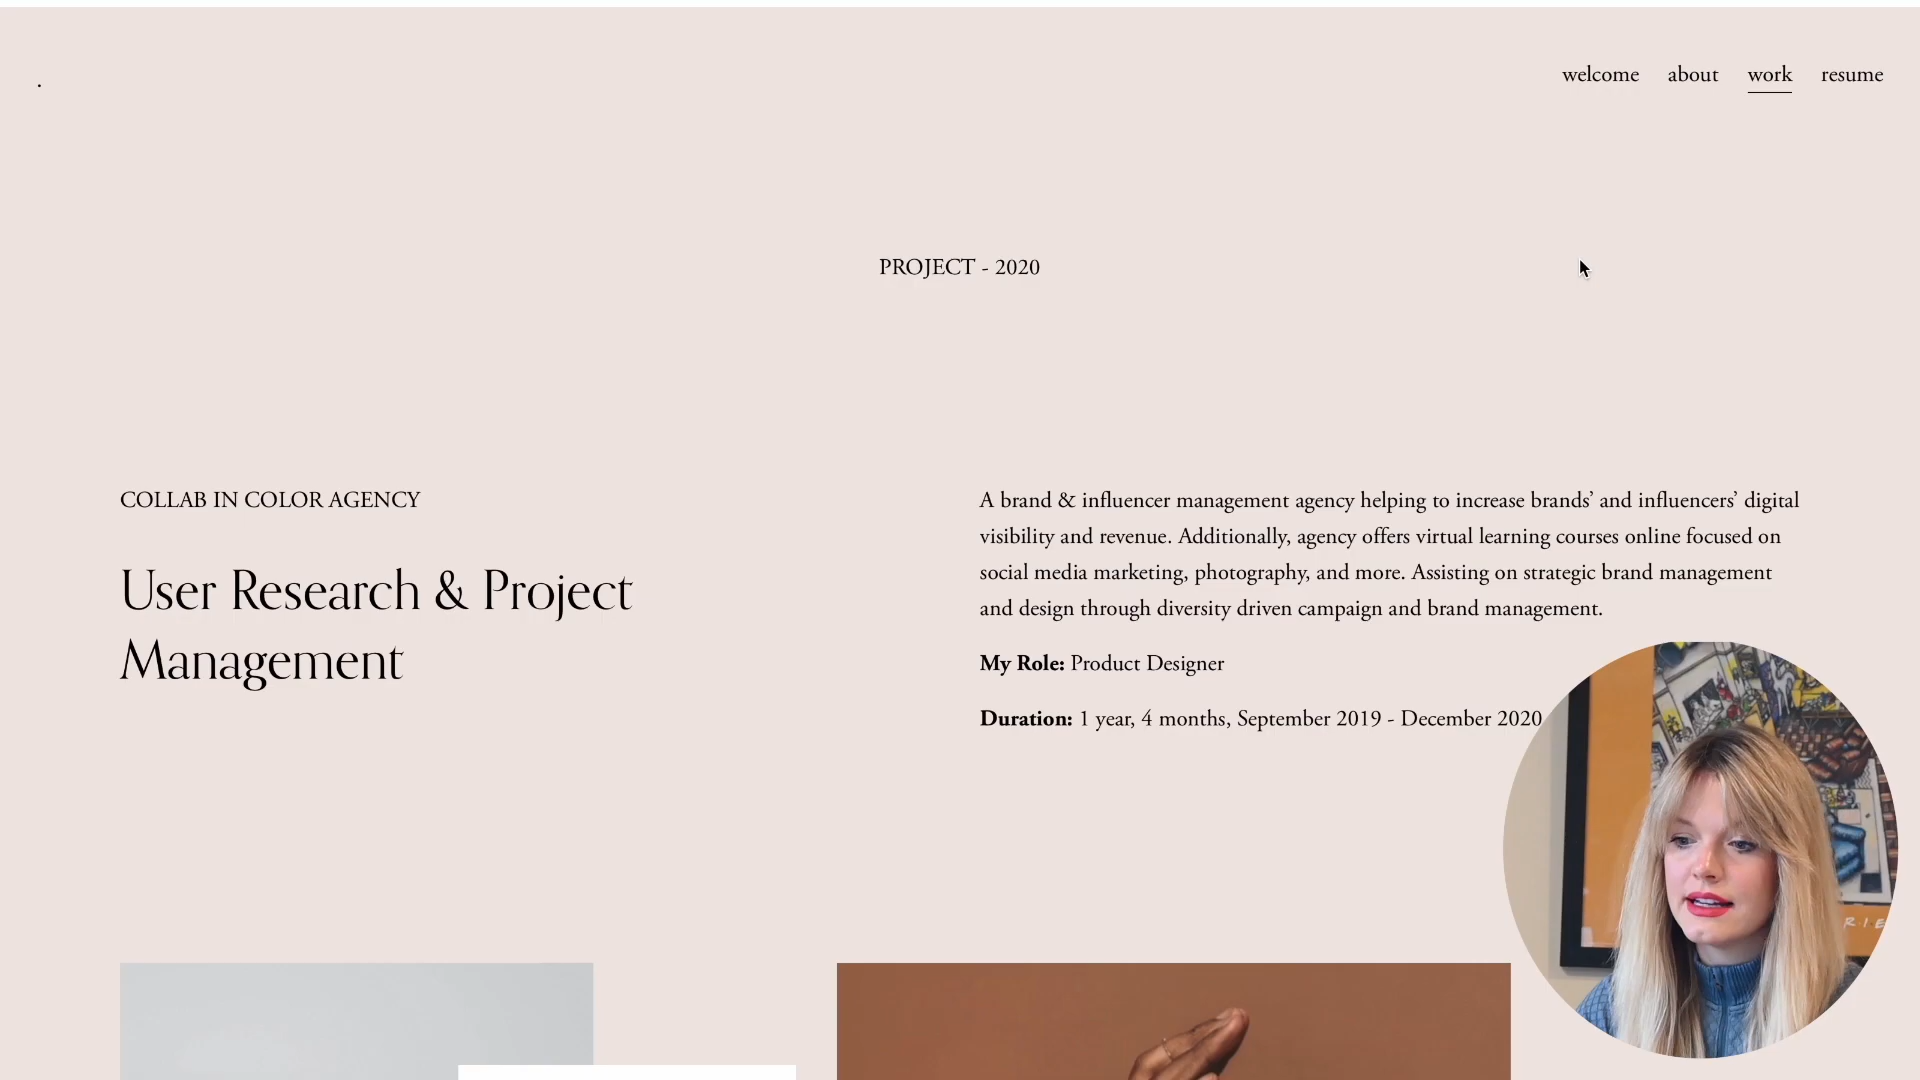 welcome about work resume
PROJECT - 2020
COLLAB IN COLOR AGENCY
User Research & Project
Management
A brand & influencer management agency helping to increase brands’ and influencers’ digital
visibility and revenue. Additionally, agency offers virtual learning courses online focused on
social media marketing, photography, and more. Assisting on strategic brand management
and design through diversity driven campaign and brand management.
My Role: Product Designer
Duration: 1 year, 4 months, September 2019 - December 2020
R·I·E